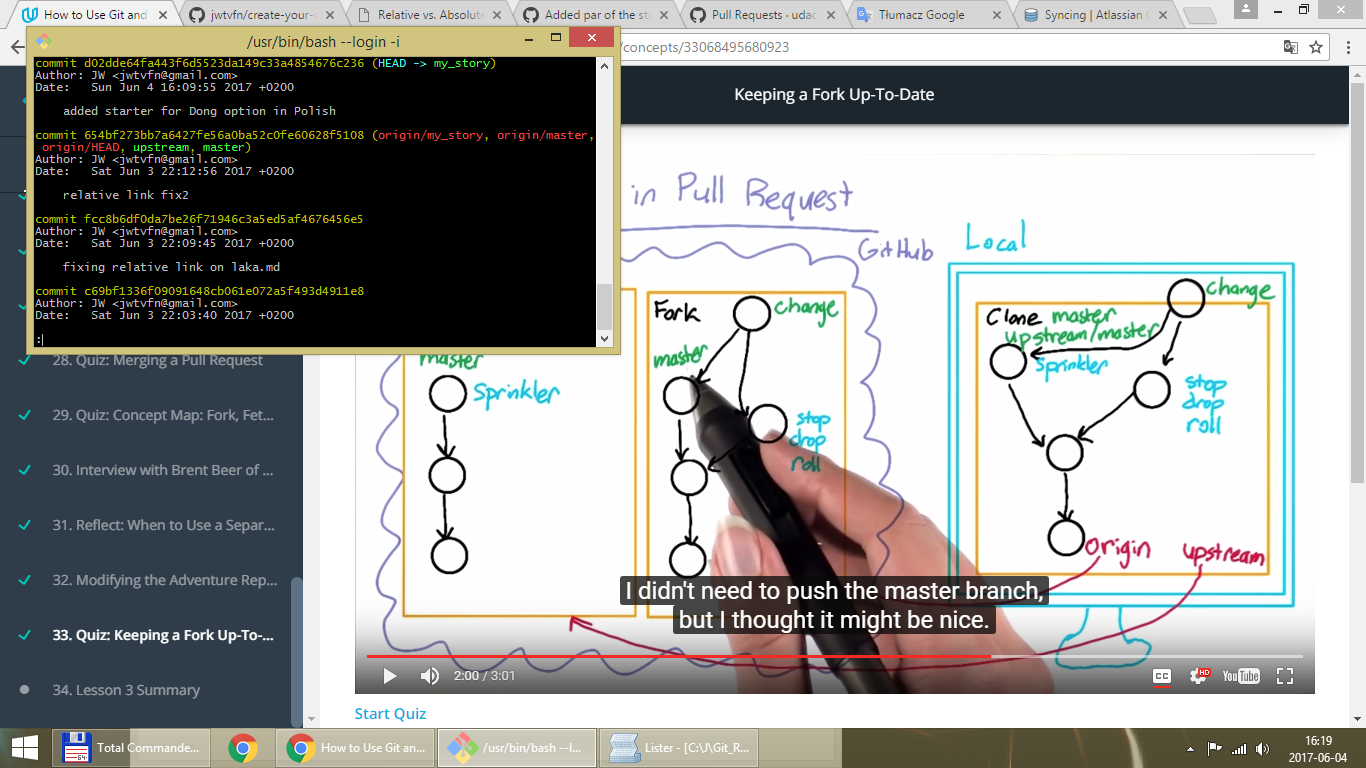 How to Use Git and
jwtvfn/create-your-
Relative vs. Absolute
Added par of the st
Pull Requests · udac
Tłumacz Google
Syncing | Atlassian
/concepts/33068495680923
/usr/bin/bash --login -i
commit d02dde64fa443f6d5523da149c33a4854676c236 (HEAD -> my_story)
Author: JW <jwtvfn@gmail.com>
Date: Sun Jun 4 16:09:55 2017 +0200
added starter for Dong option in Polish
commit 654bf273bb7a6427fe56a0ba52c0fe60628f5108 (origin/my_story, origin/master,
origin/HEAD, upstream, master)
Author: JW <jwtvfn@gmail.com>
Date: Sat Jun 3 22:12:56 2017 +0200
relative link fix2
commit fcc8b6df0da7be26f71946c3a5ed5af4676456e5
Author: JW <jwtvfn@gmail.com>
Date: Sat Jun 3 22:09:45 2017 +0200
fixing relative link on laka.md
commit c69bf1336f09091648cb061e072a5f493d4911e8
Author: JW <jwtvfn@gmail.com>
Date: Sat Jun 3 22:03:40 2017 +0200
:
Keeping a Fork Up-To-Date
28. Quiz: Merging a Pull Request
29. Quiz: Concept Map: Fork, Fet...
30. Interview with Brent Beer of ...
31. Reflect: When to Use a Separ...
32. Modifying the Adventure Rep...
33. Quiz: Keeping a Fork Up-To-...
34. Lesson 3 Summary
in Pull Request
GitHub
Local
master
Sprinkler
Fork
change
master
stop
drop
roll
Clone master
upstream/master
change
Sprinkler
stop
drop
roll
Origin
upstream
I didn't need to push the master branch,
but I thought it might be nice.
2:00 / 3:01
CC
HD
YouTube
Start Quiz
Total Commande...
How to Use Git an...
/usr/bin/bash --l...
Lister - [C:\J\Git_R...
16:19
2017-06-04